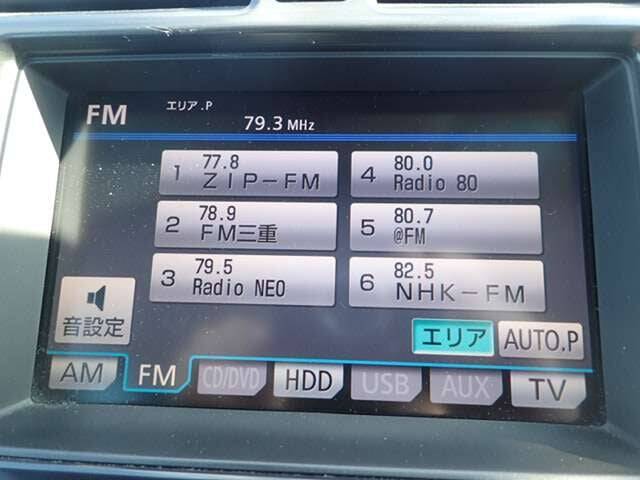 FM
エリア.P
79.3 MHz
1 77.8
ZIP-FM
2 78.9
FM三重
3 79.5
Radio NEO
4 80.0
Radio 80
5 80.7
@FM
6 82.5
NHK-FM
音設定
エリア
AUTO.P
AM
FM
CD/DVD
HDD
USB
AUX
TV